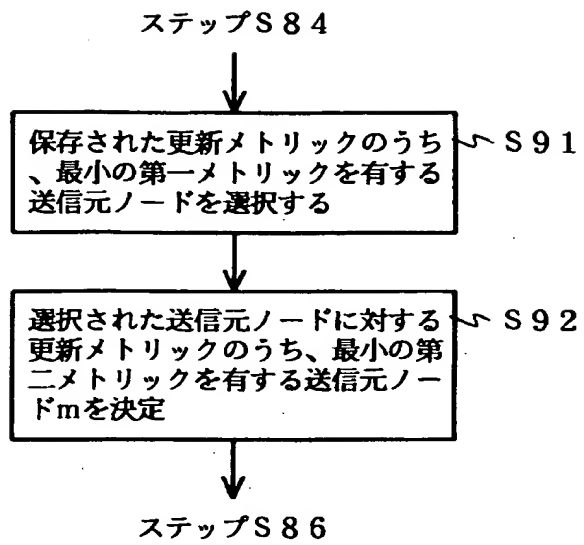 ステップS84
保存された更新メトリックのうち
、最小の第一メトリックを有する
送信元ノードを選択する
S91
選択された送信元ノードに対する
更新メトリックのうち、最小の第
二メトリックを有する送信元ノー
ドmを決定
S92
ステップS86